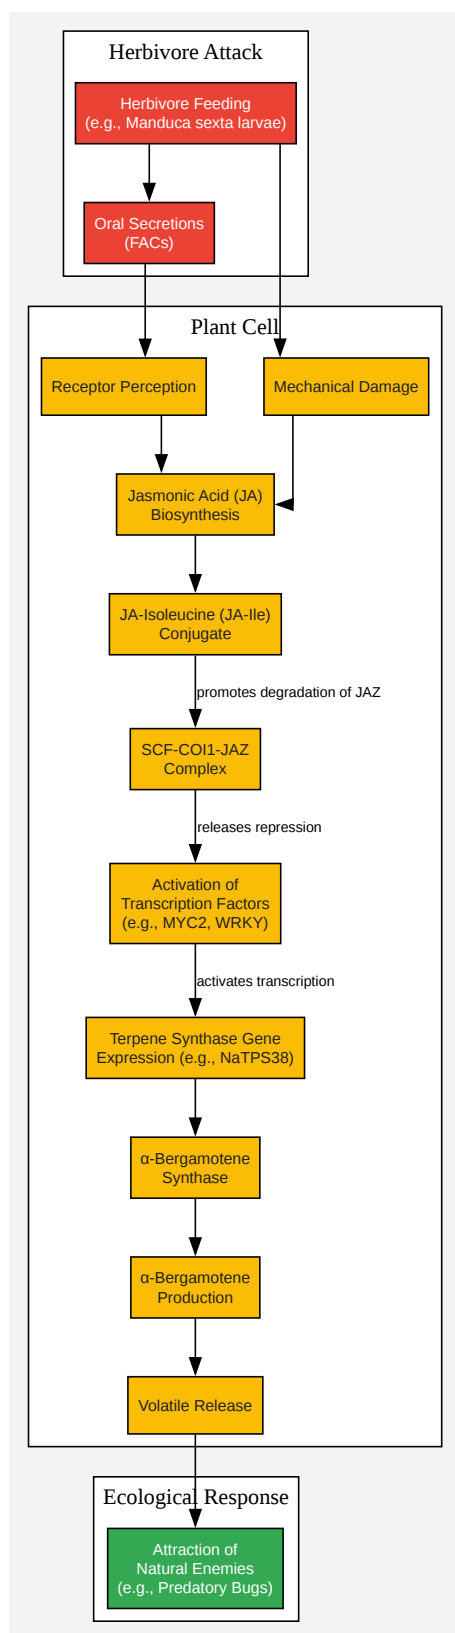 Herbivore Attack
Herbivore Feeding
(e.g., Manduca sexta larvae)
Oral Secretions
(FACs)
Plant Cell
Receptor Perception
Mechanical Damage
Jasmonic Acid (JA)
Biosynthesis
JA-Isoleucine (JA-Ile)
Conjugate
promotes degradation of JAZ
SCF-COI1-JAZ
Complex
releases repression
Activation of
Transcription Factors
(e.g., MYC2, WRKY)
activates transcription
Terpene Synthase Gene
Expression (e.g., NaTPS38)
α-Bergamotene
Synthase
α-Bergamotene
Production
Volatile Release
Ecological Response
Attraction of
Natural Enemies
(e.g., Predatory Bugs)